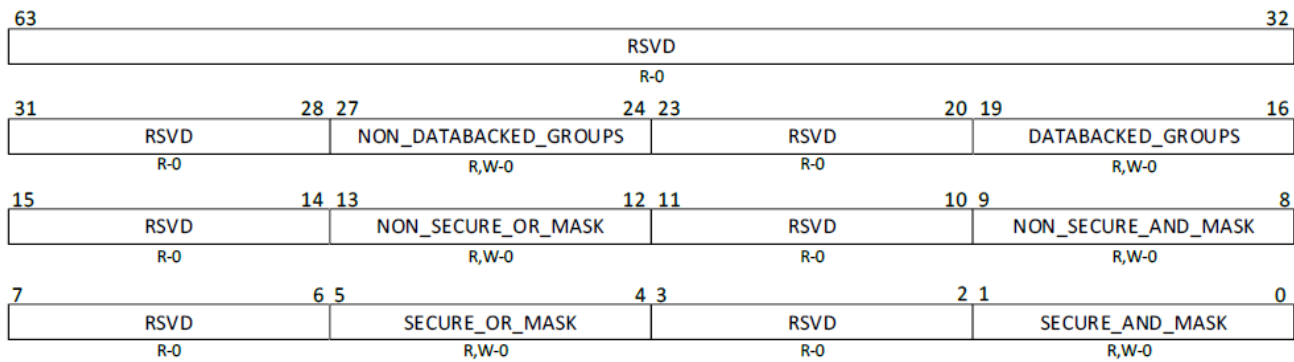 63 32
RSVD
R-0
31 28 27 24 23 20 19 16
RSVD NON_DATABACKED_GROUPS RSVD DATABACKED_GROUPS
R-0 R,W-0 R-0 R,W-0
15 14 13 12 11 10 9 8
RSVD NON_SECURE_OR_MASK RSVD NON_SECURE_AND_MASK
R-0 R,W-0 R-0 R,W-0
7 6 5 4 3 2 1 0
RSVD SECURE_OR_MASK RSVD SECURE_AND_MASK
R-0 R,W-0 R-0 R,W-0